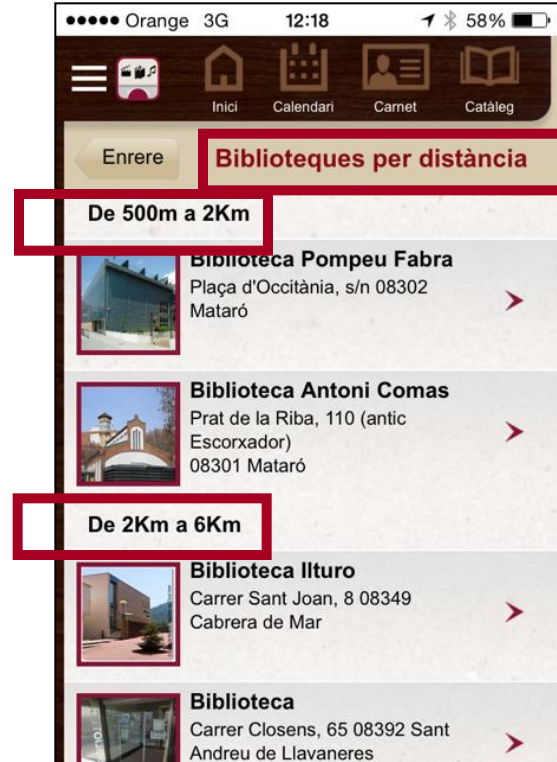 Orange 3G 12:18 58%
Inici Calendari Carnet Catàleg
Enrere Biblioteques per distància
De 500m a 2Km
Biblioteca Pompeu Fabra
Plaça d'Occitània, s/n 08302
Mataró
Biblioteca Antoni Comas
Prat de la Riba, 110 (antic
Escorxador)
08301 Mataró
De 2Km a 6Km
Biblioteca Ilturo
Carrer Sant Joan, 8 08349
Cabrera de Mar
Biblioteca
Carrer Closens, 65 08392 Sant
Andreu de Llavaneres